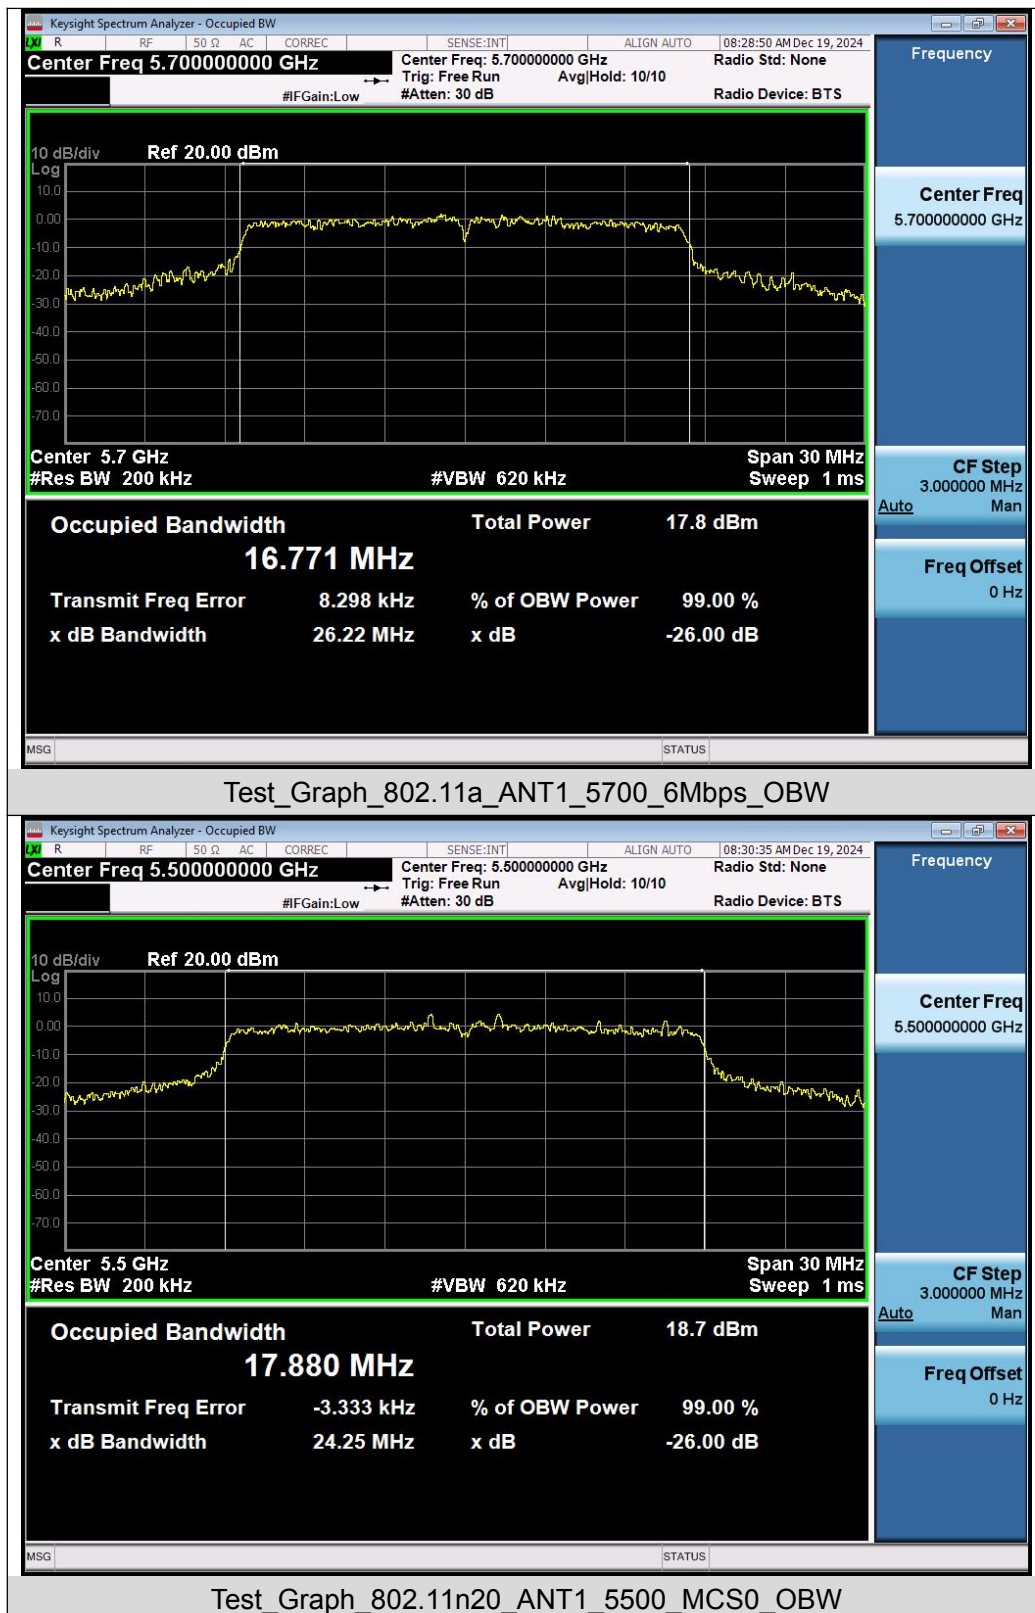 Keysight Spectrum Analyzer - Occupied BW
LXI R RF 50 Ω AC CORREC SENSE:INT ALIGN AUTO 08:28:50 AM Dec 19, 2024
Center Freq 5.700000000 GHz Center Freq: 5.700000000 GHz Radio Std: None
Trig: Free Run Avg|Hold: 10/10
#IFGain:Low #Atten: 30 dB Radio Device: BTS
10 dB/div Ref 20.00 dBm
Log
10.0
0.00
-10.0
-20.0
-30.0
-40.0
-50.0
-60.0
-70.0
Center 5.7 GHz Span 30 MHz
#Res BW 200 kHz #VBW 620 kHz Sweep 1 ms
Occupied Bandwidth Total Power 17.8 dBm
16.771 MHz
Transmit Freq Error 8.298 kHz % of OBW Power 99.00 %
x dB Bandwidth 26.22 MHz x dB -26.00 dB
MSG STATUS
Frequency
Center Freq
5.700000000 GHz
CF Step
3.000000 MHz
Auto Man
Freq Offset
0 Hz
Test_Graph_802.11a_ANT1_5700_6Mbps_OBW
Keysight Spectrum Analyzer - Occupied BW
LXI R RF 50 Ω AC CORREC SENSE:INT ALIGN AUTO 08:30:35 AM Dec 19, 2024
Center Freq 5.500000000 GHz Center Freq: 5.500000000 GHz Radio Std: None
Trig: Free Run Avg|Hold: 10/10
#IFGain:Low #Atten: 30 dB Radio Device: BTS
10 dB/div Ref 20.00 dBm
Log
10.0
0.00
-10.0
-20.0
-30.0
-40.0
-50.0
-60.0
-70.0
Center 5.5 GHz Span 30 MHz
#Res BW 200 kHz #VBW 620 kHz Sweep 1 ms
Occupied Bandwidth Total Power 18.7 dBm
17.880 MHz
Transmit Freq Error -3.333 kHz % of OBW Power 99.00 %
x dB Bandwidth 24.25 MHz x dB -26.00 dB
MSG STATUS
Frequency
Center Freq
5.500000000 GHz
CF Step
3.000000 MHz
Auto Man
Freq Offset
0 Hz
Test_Graph_802.11n20_ANT1_5500_MCS0_OBW